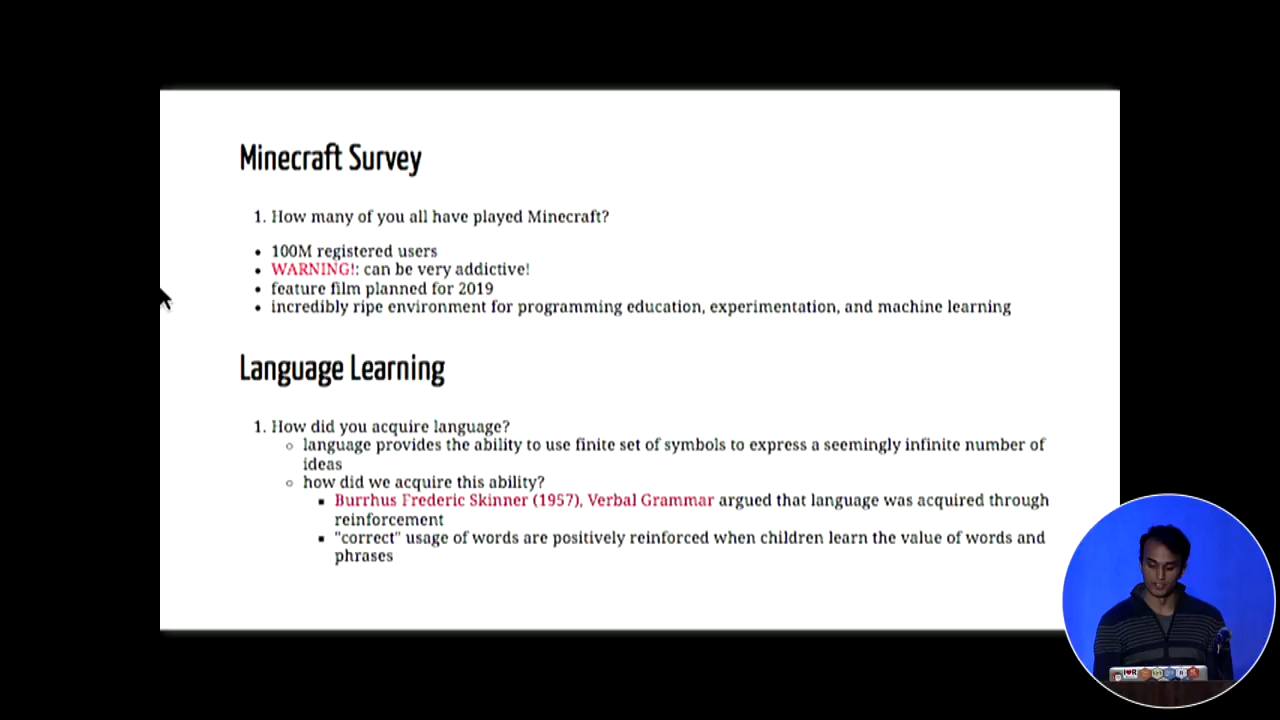 Minecraft Survey
1. How many of you all have played Minecraft?
• 100M registered users
• WARNING!: can be very addictive!
• feature film planned for 2019
• incredibly ripe environment for programming education, experimentation, and machine learning
Language Learning
1. How did you acquire language?
○ language provides the ability to use finite set of symbols to express a seemingly infinite number of
ideas
○ how did we acquire this ability?
▪ Burrhus Frederic Skinner (1957), Verbal Grammar argued that language was acquired through
reinforcement
▪ "correct" usage of words are positively reinforced when children learn the value of words and
phrases